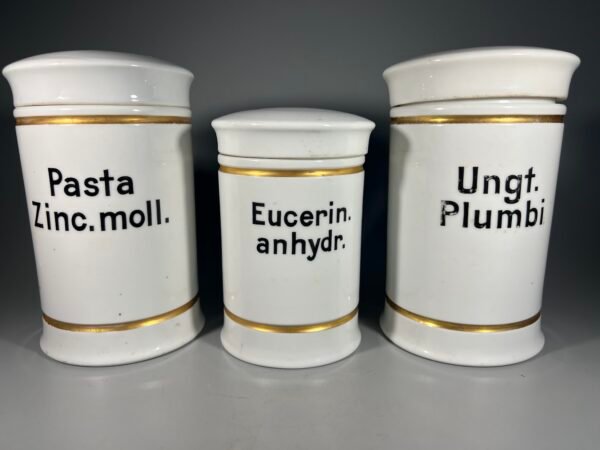 Pasta
Zinc. moll.
Eucerin.
anhydr.
Ungt.
Plumbi